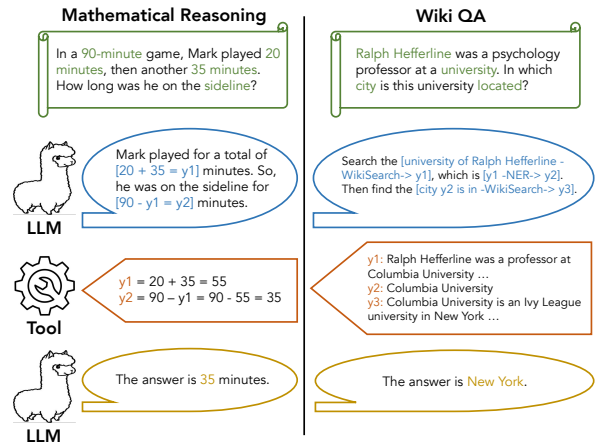 Mathematical Reasoning
In a 90-minute game, Mark played 20
minutes, then another 35 minutes.
How long was he on the sideline?
Mark played for a total of
[20 + 35 = y1] minutes. So,
he was on the sideline for
[90 - y1 = y2] minutes.
LLM
y1 = 20 + 35 = 55
y2 = 90 – y1 = 90 - 55 = 35
Tool
The answer is 35 minutes.
LLM
Wiki QA
Ralph Hefferline was a psychology
professor at a university. In which
city is this university located?
Search the [university of Ralph Hefferline -
WikiSearch-> y1], which is [y1 -NER-> y2].
Then find the [city y2 is in -WikiSearch-> y3].
y1: Ralph Hefferline was a professor at
Columbia University ...
y2: Columbia University
y3: Columbia University is an Ivy League
university in New York ...
The answer is New York.